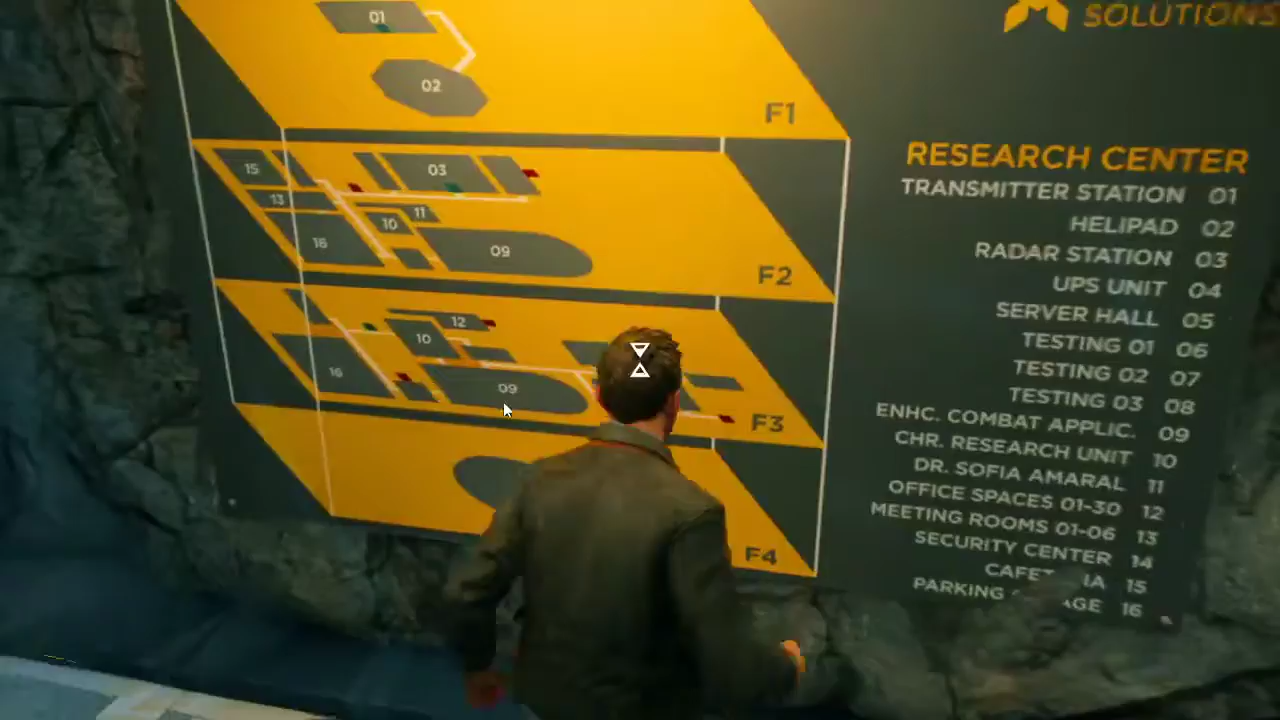 SOLUTIONS
01
02
F1
15
03
13
11
10
16
09
F2
12
10
16
09
F3
F4
RESEARCH CENTER
TRANSMITTER STATION 01
HELIPAD 02
RADAR STATION 03
UPS UNIT 04
SERVER HALL 05
TESTING 01 06
TESTING 02 07
TESTING 03 08
ENHC. COMBAT APPLIC. 09
CHR. RESEARCH UNIT 10
DR. SOFIA AMARAL 11
OFFICE SPACES 01-30 12
MEETING ROOMS 01-06 13
SECURITY CENTER 14
15
PARKING 16